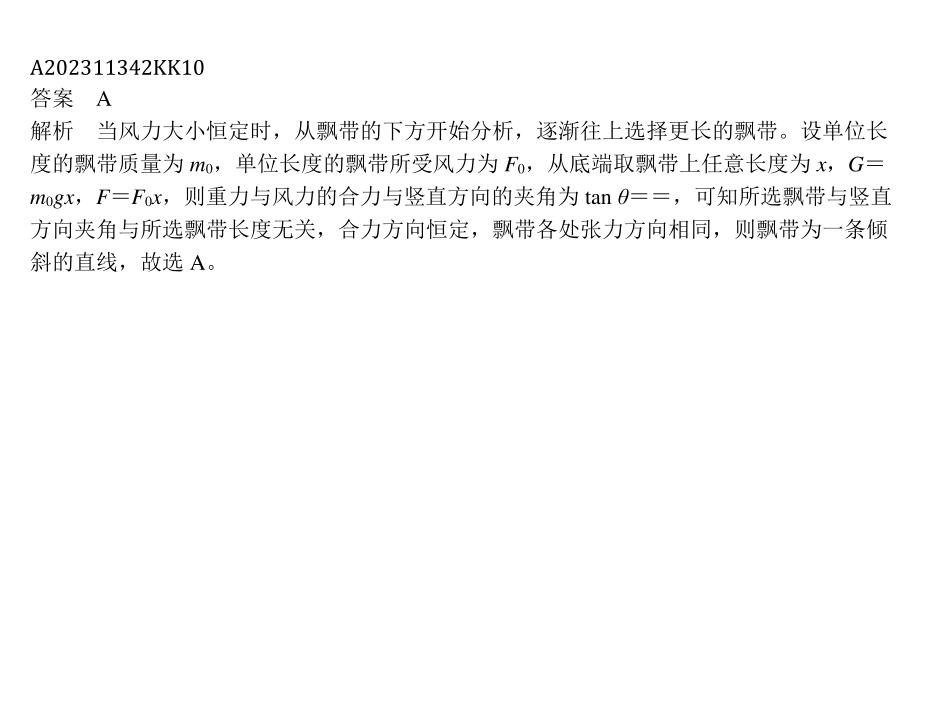 A202311342KK10
答案　A
解析　当风力大小恒定时，从飘带的下方开始分析，逐渐往上选择更长的飘带。设单位长
度的飘带质量为 m₀，单位长度的飘带所受风力为 F₀，从底端取飘带上任意长度为 x，G＝
m₀gx，F＝F₀x，则重力与风力的合力与竖直方向的夹角为 tan θ＝＝，可知所选飘带与竖直
方向夹角与所选飘带长度无关，合力方向恒定，飘带各处张力方向相同，则飘带为一条倾
斜的直线，故选 A。